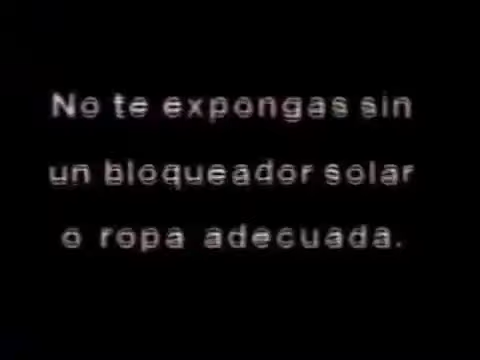 No te expongas sin
un bloqueador solar
o ropa adecuada.